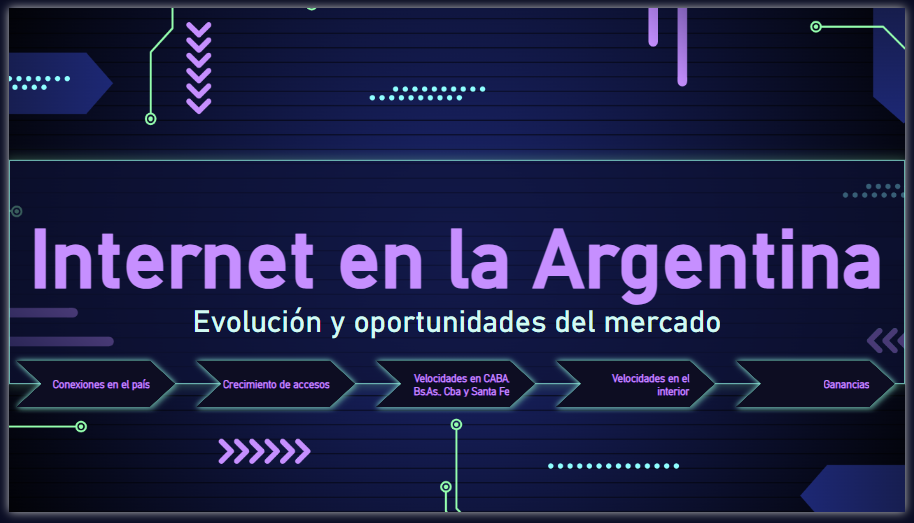 Internet en la Argentina
Evolución y oportunidades del mercado
Conexiones en el país
Crecimiento de accesos
Velocidades en CABA,
Bs.As., Cba y Santa Fe
Velocidades en el
interior
Ganancias